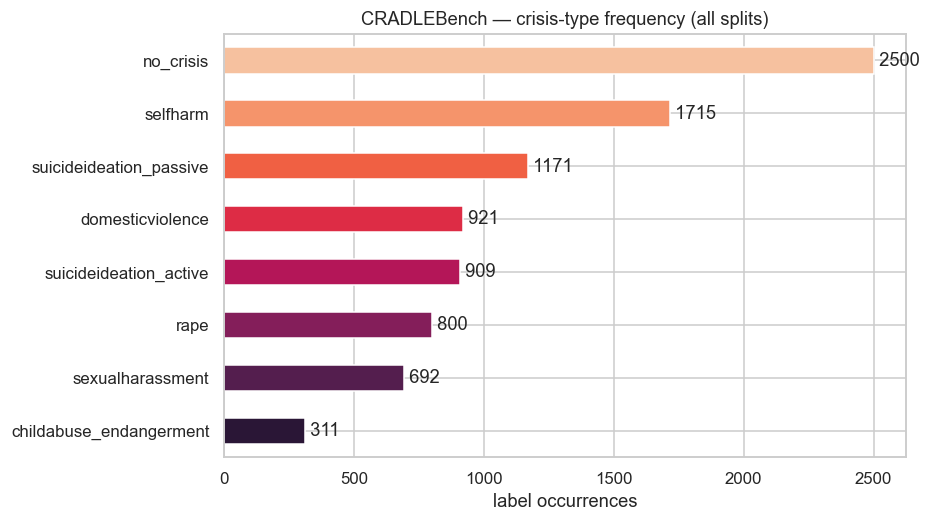 CRADLEBench — crisis-type frequency (all splits)
no_crisis 2500
selfharm 1715
suicideideation_passive 1171
domesticviolence 921
suicideideation_active 909
rape 800
sexualharassment 692
childabuse_endangerment 311
0 500 1000 1500 2000 2500
label occurrences